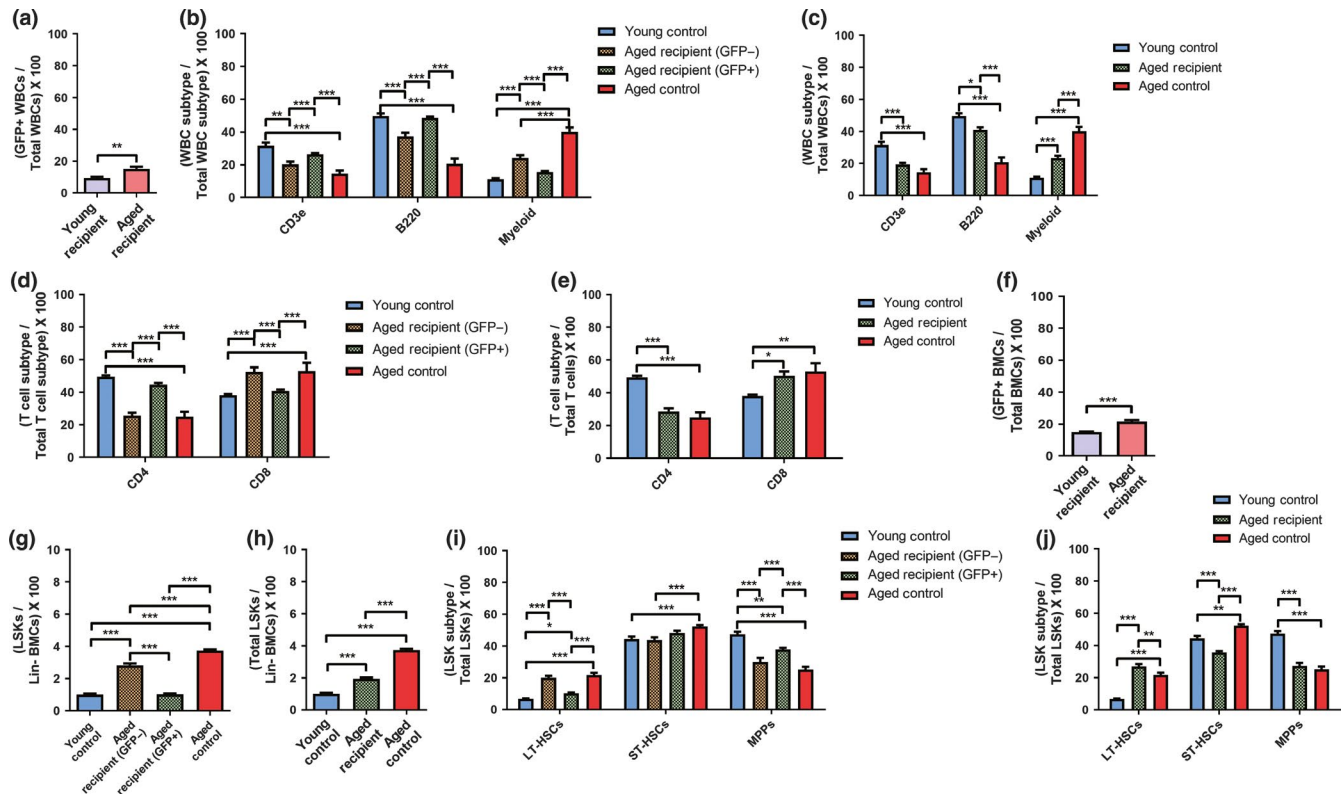 (a)
(GFP+ WBCs /
Total WBCs) X 100
100
80
60
40
20
0
**
Young
recipient
Aged
recipient
(b)
(WBC subtype /
Total WBC subtype) X 100
100
80
60
40
20
0
** *** *** ***
*** *** *** ***
*** *** *** *** ***
CD3e
B220
Myeloid
Young control
Aged recipient (GFP−)
Aged recipient (GFP+)
Aged control
(c)
(WBC subtype /
Total WBCs) X 100
100
80
60
40
20
0
*** ***
* *** ***
*** *** ***
CD3e
B220
Myeloid
Young control
Aged recipient
Aged control
(d)
(T cell subtype /
Total T cell subtype) X 100
100
80
60
40
20
0
*** *** *** ***
*** *** *** ***
CD4
CD8
Young control
Aged recipient (GFP−)
Aged recipient (GFP+)
Aged control
(e)
(T cell subtype /
Total T cells) X 100
100
80
60
40
20
0
*** ***
* **
CD4
CD8
Young control
Aged recipient
Aged control
(f)
(GFP+ BMCs /
Total BMCs) X 100
100
80
60
40
20
0
***
Young
recipient
Aged
recipient
(g)
(LSKs /
Lin- BMCs) X 100
10
8
6
4
2
0
***
***
***
***
***
Young
control
Aged
recipient (GFP−)
Aged
recipient (GFP+)
Aged
control
(h)
(Total LSKs /
Lin- BMCs) X 100
10
8
6
4
2
0
***
***
***
Young
control
Aged
recipient
Aged
control
(i)
(LSK subtype /
Total LSKs) X 100
100
80
60
40
20
0
*** *** * *** ***
*** ***
*** *** ** *** ***
LT-HSCs
ST-HSCs
MPPs
Young control
Aged recipient (GFP−)
Aged recipient (GFP+)
Aged control
(j)
(LSK subtype /
Total LSKs) X 100
100
80
60
40
20
0
*** ** ***
*** *** **
*** ***
LT-HSCs
ST-HSCs
MPPs
Young control
Aged recipient
Aged control